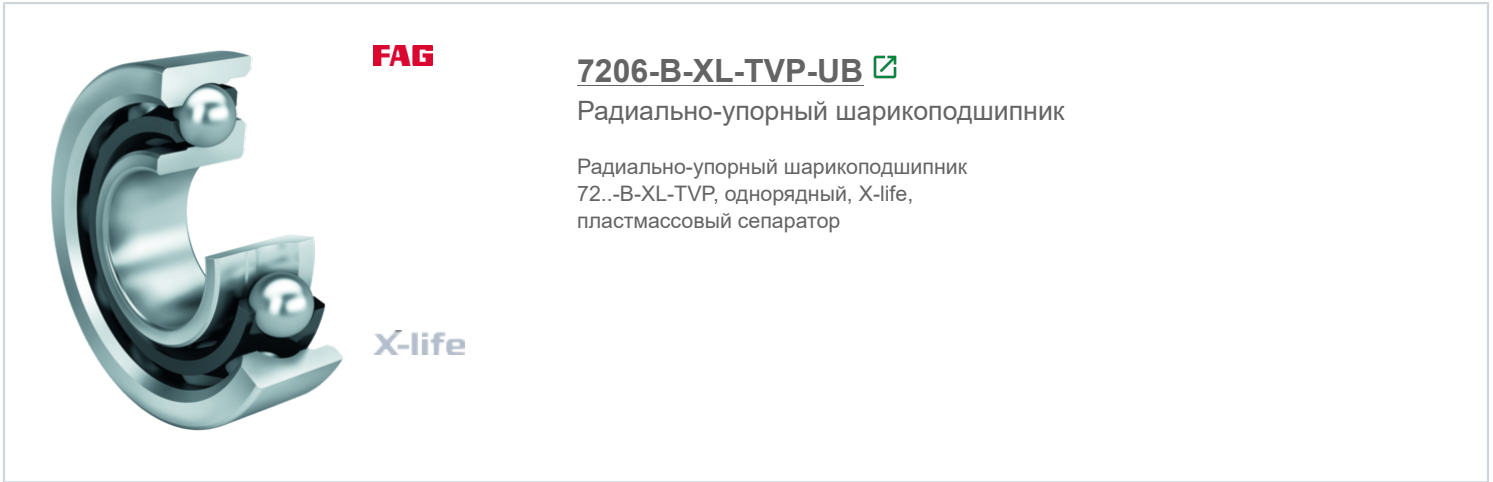 FAG
7206-B-XL-TVP-UB
Радиально-упорный шарикоподшипник
Радиально-упорный шарикоподшипник
72..-B-XL-TVP, однорядный, X-life,
пластмассовый сепаратор
X-life